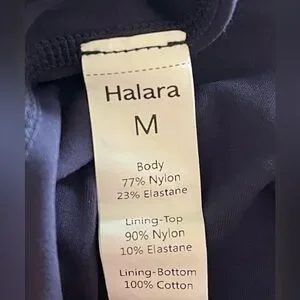 Halara
M
Body
77% Nylon
23% Elastane
Lining-Top
90% Nylon
10% Elastane
Lining-Bottom
100% Cotton